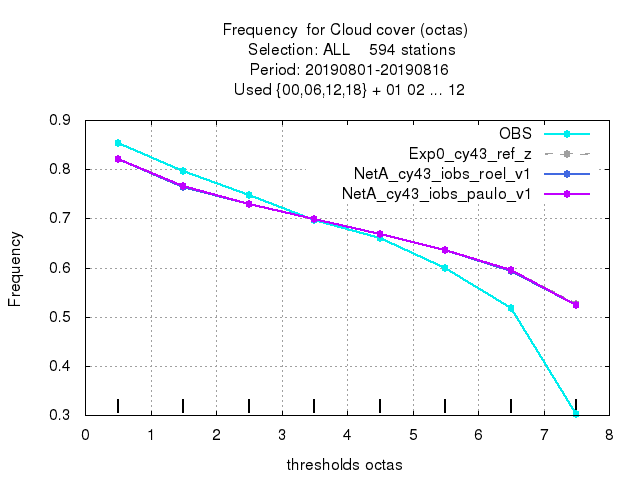 Frequency  for Cloud cover (octas)
Selection: ALL    594 stations
Period: 20190801-20190816
Used {00,06,12,18} + 01 02 ... 12
OBS
Exp0_cy43_ref_z
NetA_cy43_iobs_roel_v1
NetA_cy43_iobs_paulo_v1
0.9
0.8
0.7
0.6
0.5
0.4
0.3
Frequency
0 1 2 3 4 5 6 7 8
thresholds octas